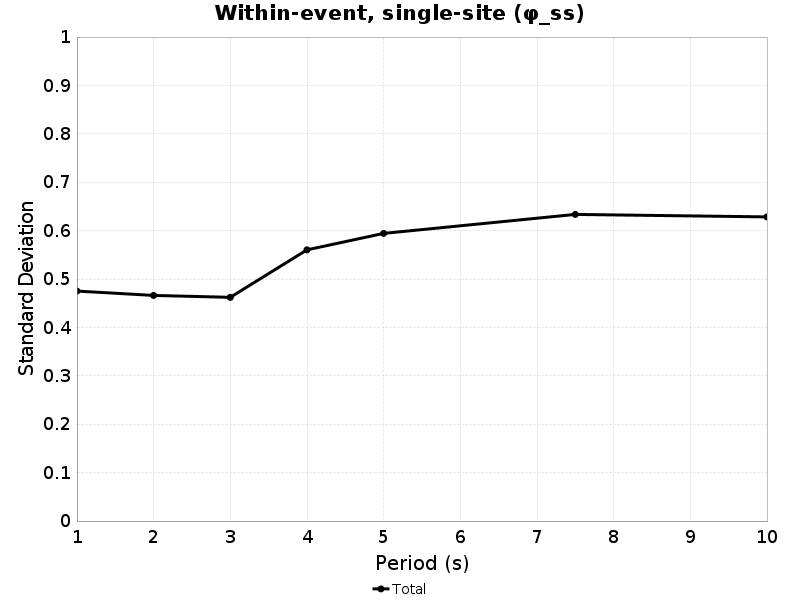 Within-event, single-site (φ_ss)
Standard Deviation
1
0.9
0.8
0.7
0.6
0.5
0.4
0.3
0.2
0.1
0
1 2 3 4 5 6 7 8 9 10
Period (s)
Total